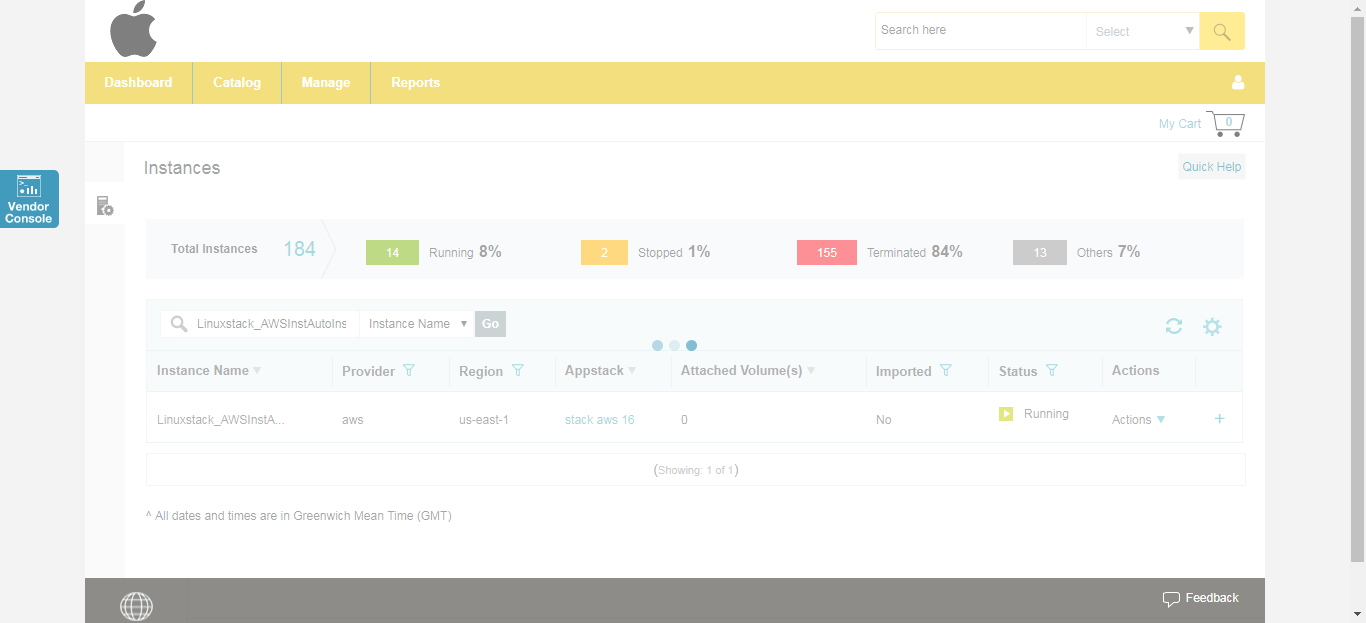 Search here Select
Dashboard Catalog Manage Reports
My Cart 0
Instances Quick Help
Vendor
Console
Total Instances 184 14 Running 8% 2 Stopped 1% 155 Terminated 84% 13 Others 7%
Linuxstack_AWSInstAutoIns Instance Name Go
Instance Name Provider Region Appstack Attached Volume(s) Imported Status Actions
Linuxstack_AWSInstA... aws us-east-1 stack aws 16 0 No Running Actions +
(Showing: 1 of 1)
^ All dates and times are in Greenwich Mean Time (GMT)
Feedback